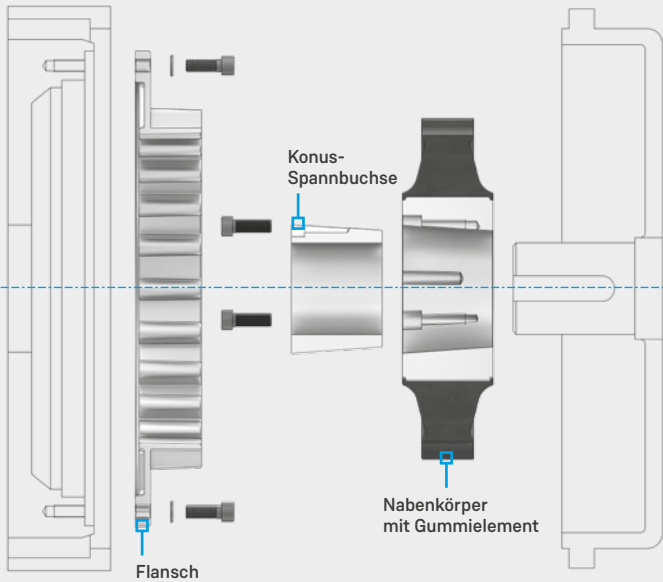 Konus-
Spannbuchse
Nabenkörper
mit Gummielement
Flansch